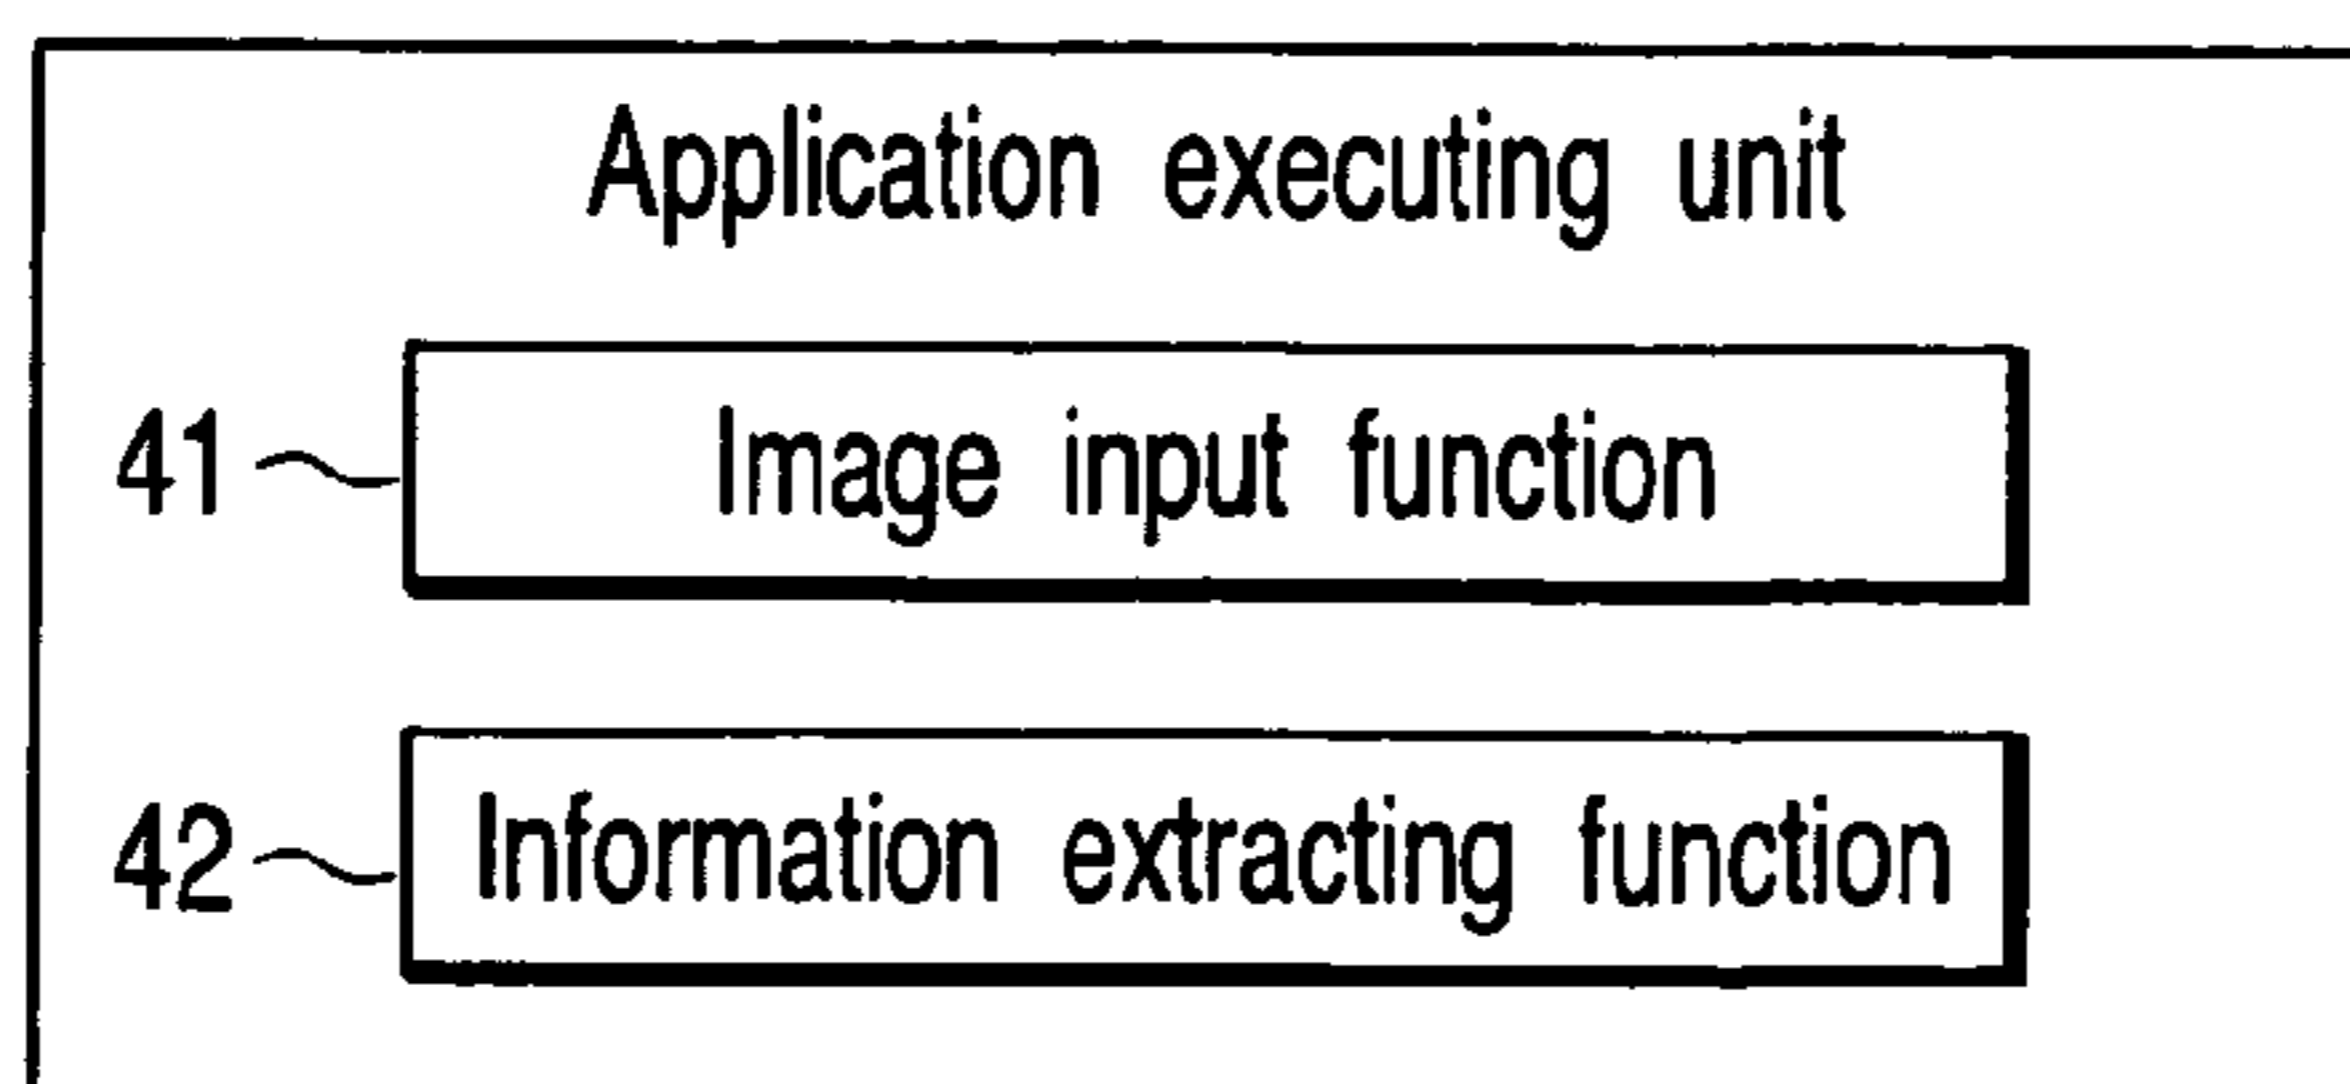 Application executing unit
41 Image input function
42 Information extracting function